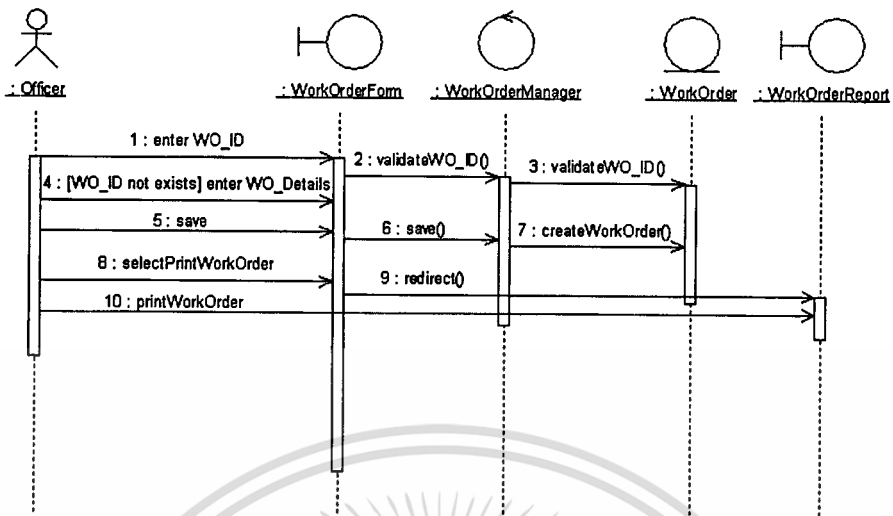 : Officer
: WorkOrderForm
: WorkOrderManager
: WorkOrder
: WorkOrderReport
1 : enter WO_ID
2 : validateWO_ID()
3 : validateWO_ID()
4 : [WO_ID not exists] enter WO_Details
5 : save
6 : save()
7 : createWorkOrder()
8 : selectPrintWorkOrder
9 : redirect()
10 : printWorkOrder